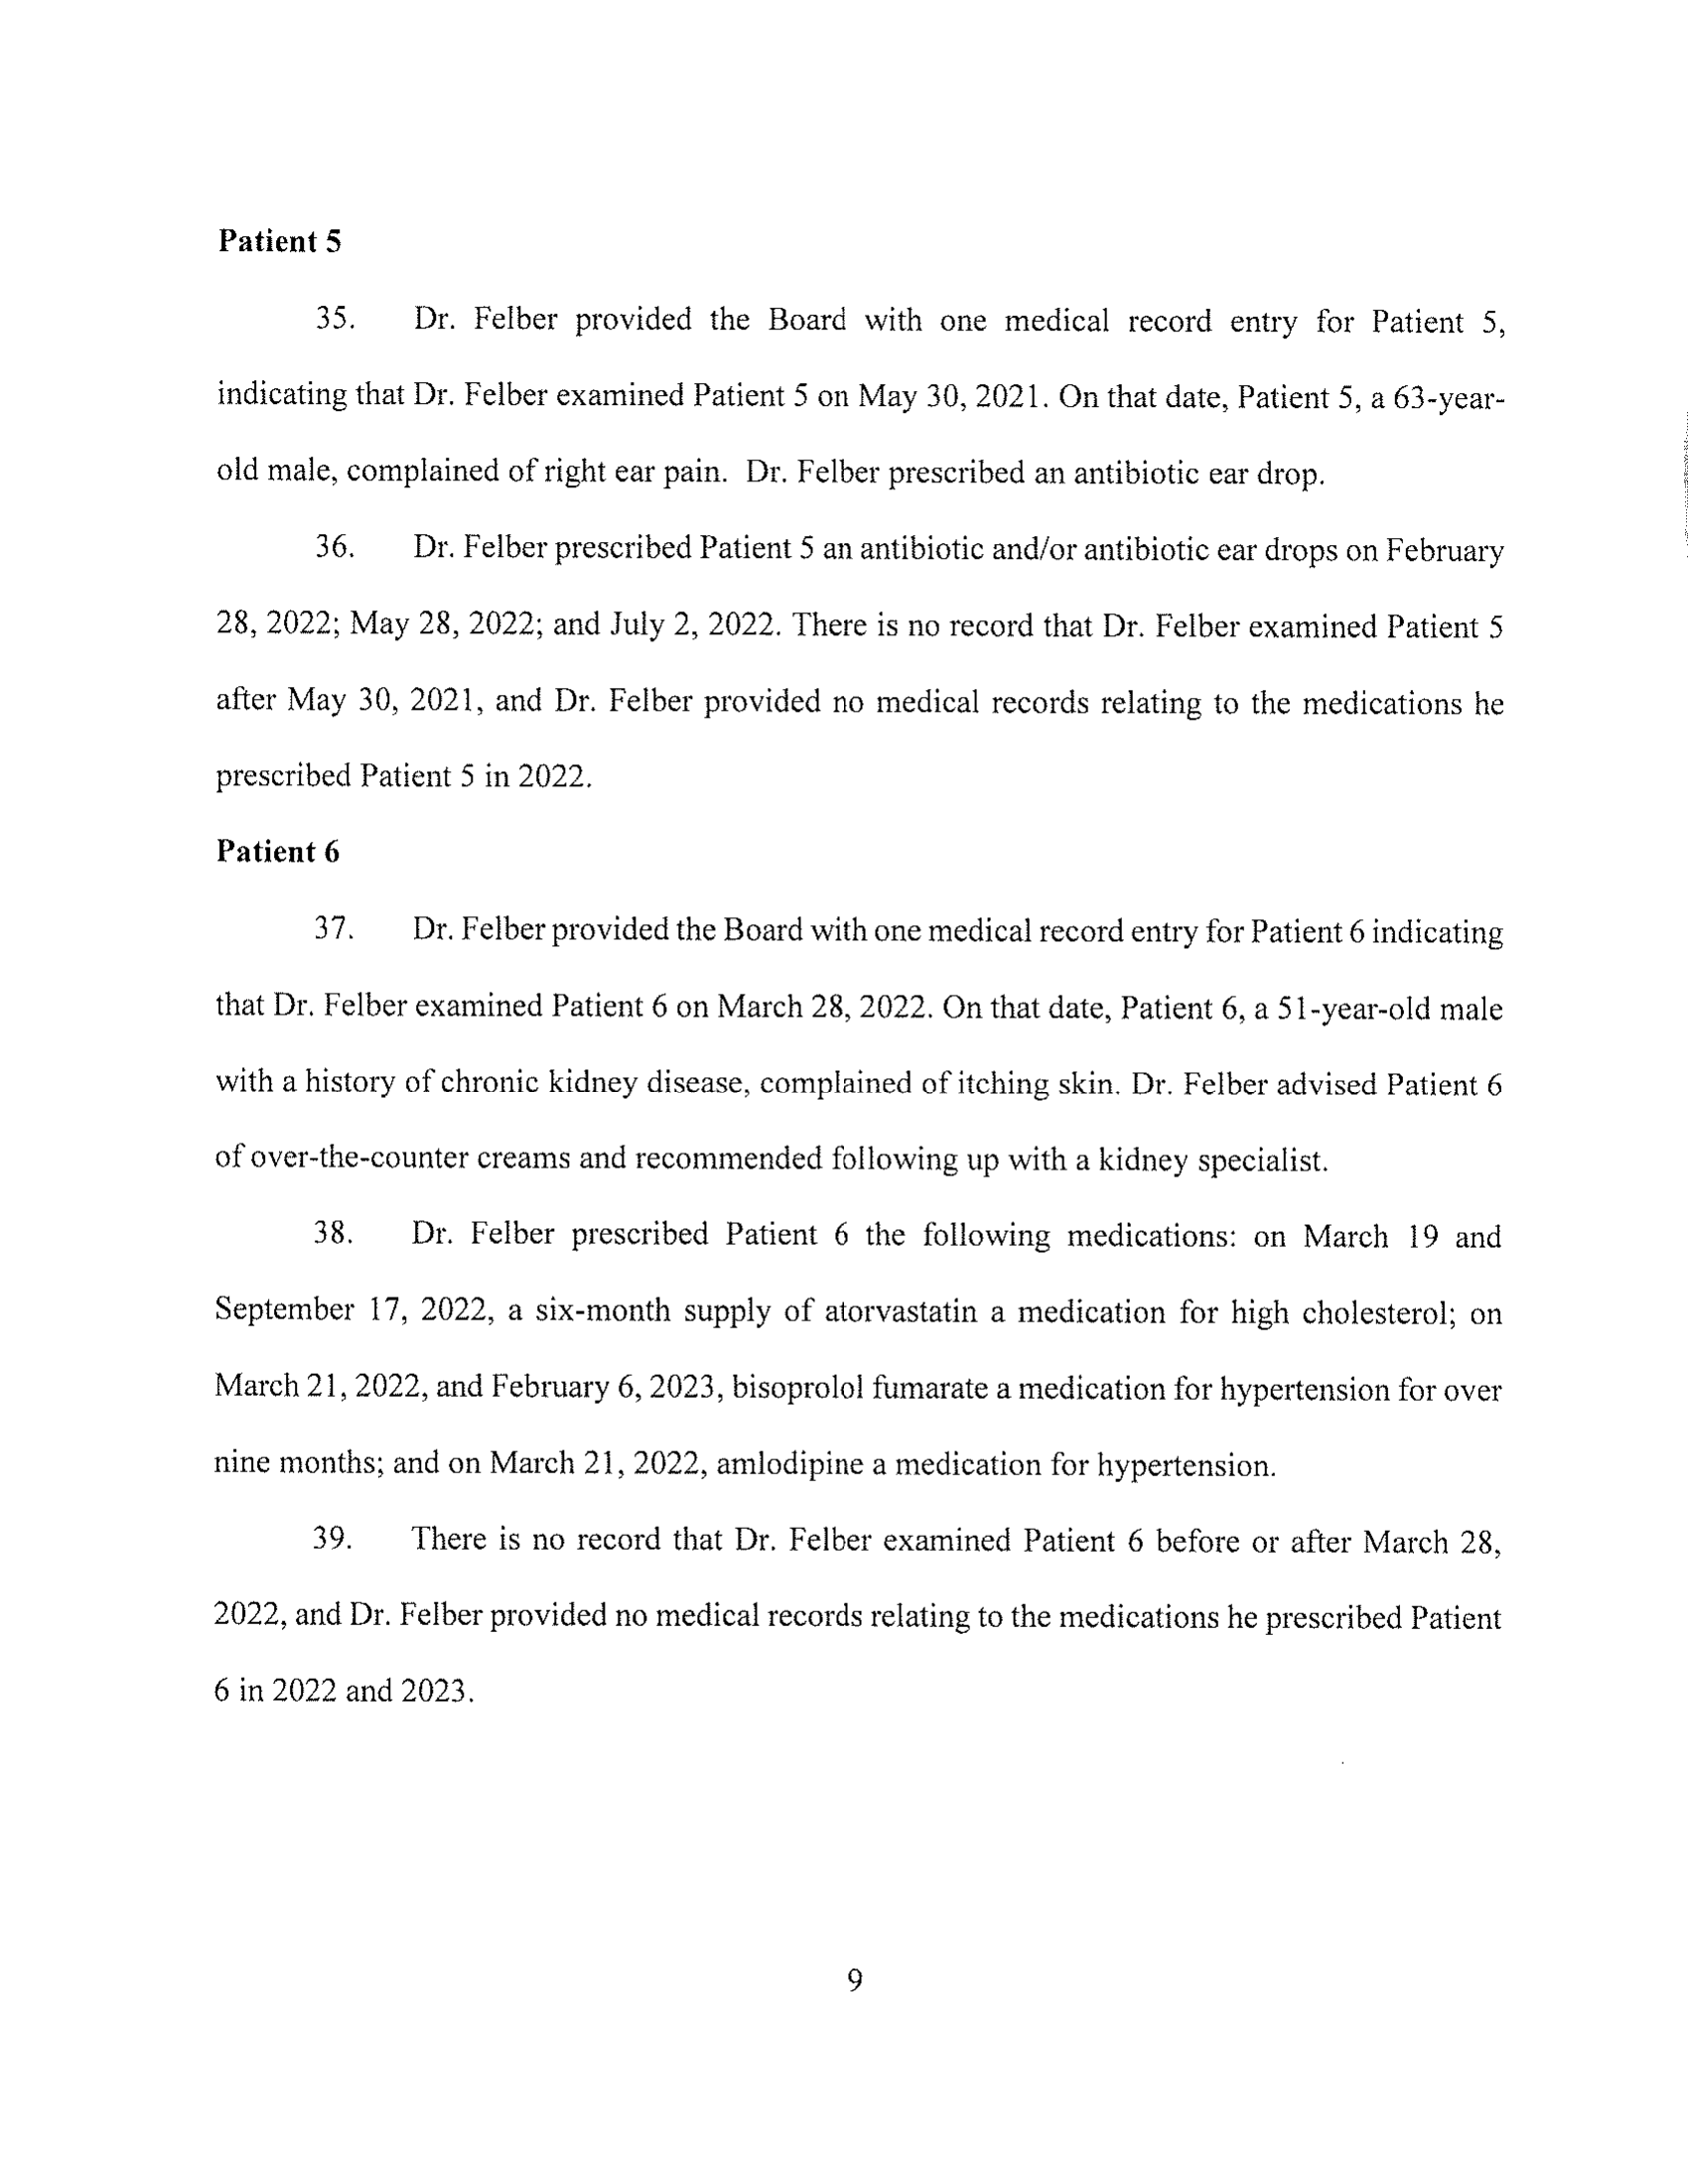 Patient 5
35. Dr. Felber provided the Board with one medical record entry for Patient 5,
indicating that Dr. Felber examined Patient 5 on May 30, 2021. On that date, Patient 5, a 63-year-
old male, complained of right ear pain. Dr. Felber prescribed an antibiotic ear drop.
36. Dr. Felber prescribed Patient 5 an antibiotic and/or antibiotic ear drops on February
28, 2022; May 28, 2022; and July 2, 2022. There is no record that Dr. Felber examined Patient 5
after May 30, 2021, and Dr. Felber provided no medical records relating to the medications he
prescribed Patient 5 in 2022.
Patient 6
37. Dr. Felber provided the Board with one medical record entry for Patient 6 indicating
that Dr. Felber examined Patient 6 on March 28, 2022. On that date, Patient 6, a 51-year-old male
with a history of chronic kidney disease, complained of itching skin. Dr. Felber advised Patient 6
of over-the-counter creams and recommended following up with a kidney specialist.
38. Dr. Felber prescribed Patient 6 the following medications: on March 19 and
September 17, 2022, a six-month supply of atorvastatin a medication for high cholesterol; on
March 21, 2022, and February 6, 2023, bisoprolol fumarate a medication for hypertension for over
nine months; and on March 21, 2022, amlodipine a medication for hypertension.
39. There is no record that Dr. Felber examined Patient 6 before or after March 28,
2022, and Dr. Felber provided no medical records relating to the medications he prescribed Patient
6 in 2022 and 2023.
9